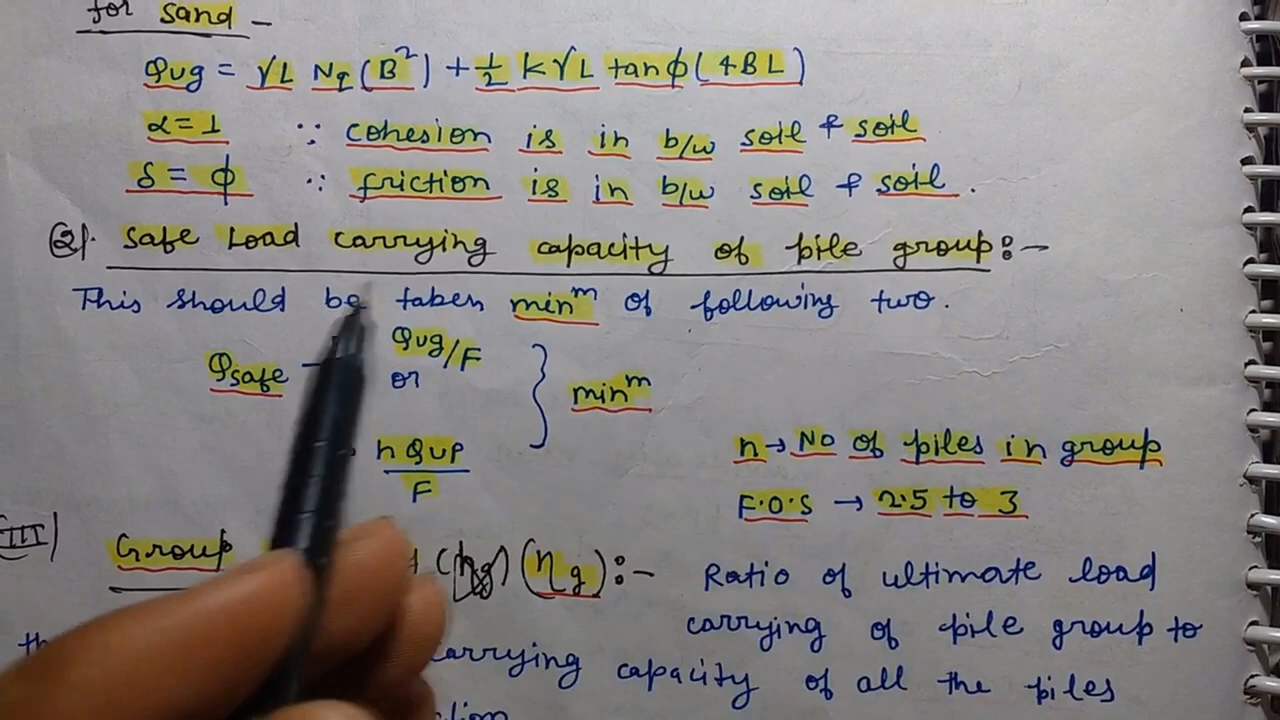 for Sand -
Qug = γL Nq (B²) + 1/2 KγL tanϕ (4BL)
α=1 ∵ cohesion is in b/w soil & soil
δ = ϕ ∵ friction is in b/w soil & soil.
Q). Safe Load carrying capacity of pile group:-
This should be taken minᵐ of following two.
Qug/F
Qsafe or } minᵐ
n Qup/F
n → No of piles in group
F.O.S → 2.5 to 3
III) Group (ηg) :- Ratio of ultimate load
carrying of pile group to
carrying capacity of all the piles